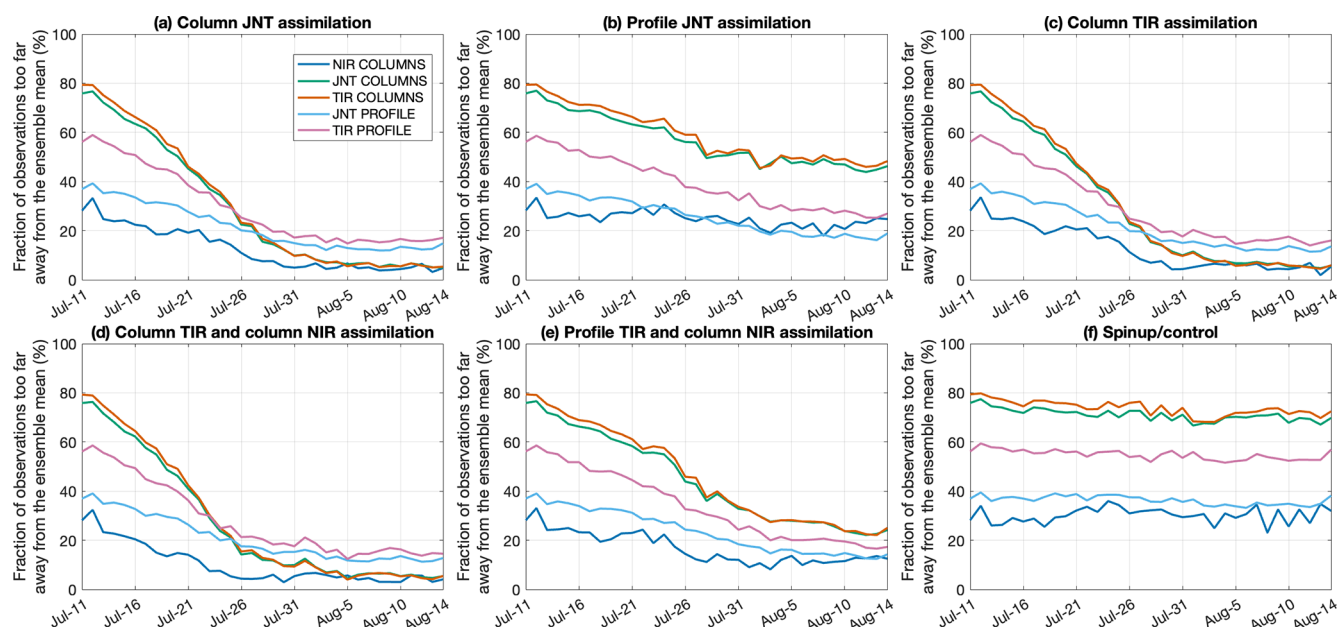 (a) Column JNT assimilation
Fraction of observations too far
away from the ensemble mean (%)
100
80
60
40
20
0
NIR COLUMNS
JNT COLUMNS
TIR COLUMNS
JNT PROFILE
TIR PROFILE
Jul-11
Jul-16
Jul-21
Jul-26
Jul-31
Aug-5
Aug-10
Aug-14
(b) Profile JNT assimilation
Fraction of observations too far
away from the ensemble mean (%)
100
80
60
40
20
0
Jul-11
Jul-16
Jul-21
Jul-26
Jul-31
Aug-5
Aug-10
Aug-14
(c) Column TIR assimilation
Fraction of observations too far
away from the ensemble mean (%)
100
80
60
40
20
0
Jul-11
Jul-16
Jul-21
Jul-26
Jul-31
Aug-5
Aug-10
Aug-14
(d) Column TIR and column NIR assimilation
Fraction of observations too far
away from the ensemble mean (%)
100
80
60
40
20
0
Jul-11
Jul-16
Jul-21
Jul-26
Jul-31
Aug-5
Aug-10
Aug-14
(e) Profile TIR and column NIR assimilation
Fraction of observations too far
away from the ensemble mean (%)
100
80
60
40
20
0
Jul-11
Jul-16
Jul-21
Jul-26
Jul-31
Aug-5
Aug-10
Aug-14
(f) Spinup/control
Fraction of observations too far
away from the ensemble mean (%)
100
80
60
40
20
0
Jul-11
Jul-16
Jul-21
Jul-26
Jul-31
Aug-5
Aug-10
Aug-14